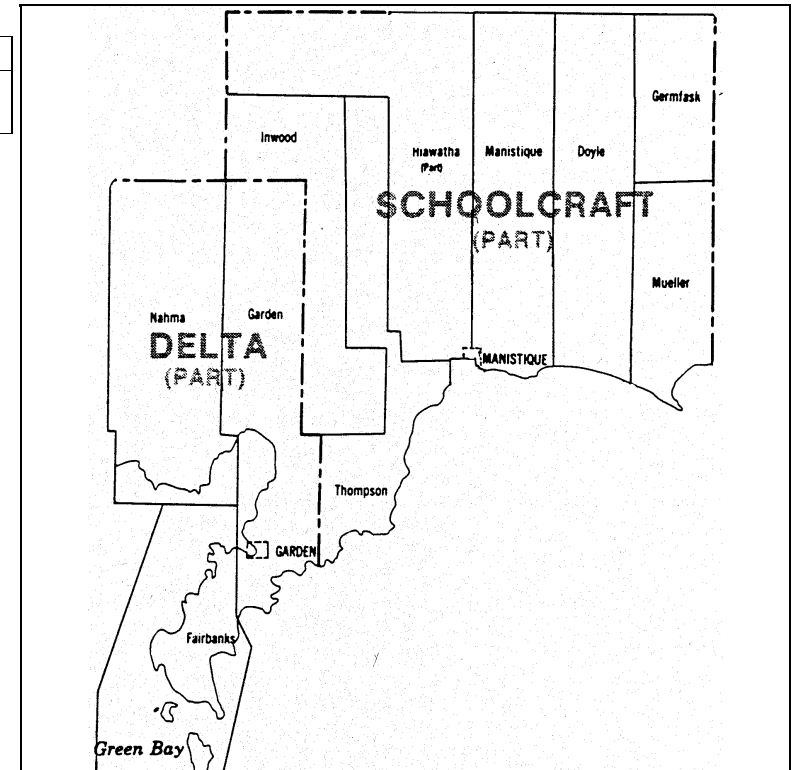 Germfask
Inwood
Hiawatha
(Part)
Manistique
Doyle
SCHOOLCRAFT
(PART)
Mueller
Nahma
Garden
DELTA
(PART)
MANISTIQUE
Thompson
GARDEN
Fairbanks
Green Bay